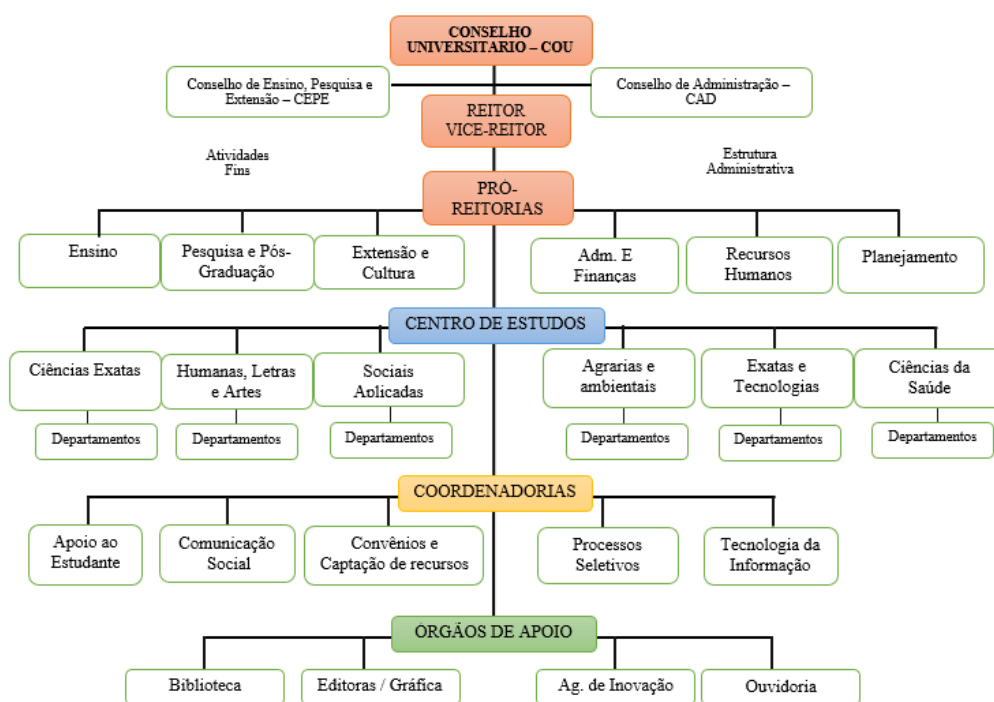 CONSELHO
UNIVERSITARIO – COU
Conselho de Ensino, Pesquisa e
Extensão – CEPE
Conselho de Administração –
CAD
REITOR
VICE-REITOR
Atividades
Fins
Estrutura
Administrativa
PRÓ-
REITORIAS
Ensino
Pesquisa e Pós-
Graduação
Extensão e
Cultura
Adm. E
Finanças
Recursos
Humanos
Planejamento
CENTRO DE ESTUDOS
Ciências Exatas
Humanas, Letras
e Artes
Sociais
Aplicadas
Agrarias e
ambientais
Exatas e
Tecnologias
Ciências da
Saúde
Departamentos
Departamentos
Departamentos
Departamentos
Departamentos
Departamentos
COORDENADORIAS
Apoio ao
Estudante
Comunicação
Social
Convênios e
Captação de recursos
Processos
Seletivos
Tecnologia da
Informação
ÓRGÃOS DE APOIO
Biblioteca
Editoras / Gráfica
Ag. de Inovação
Ouvidoria